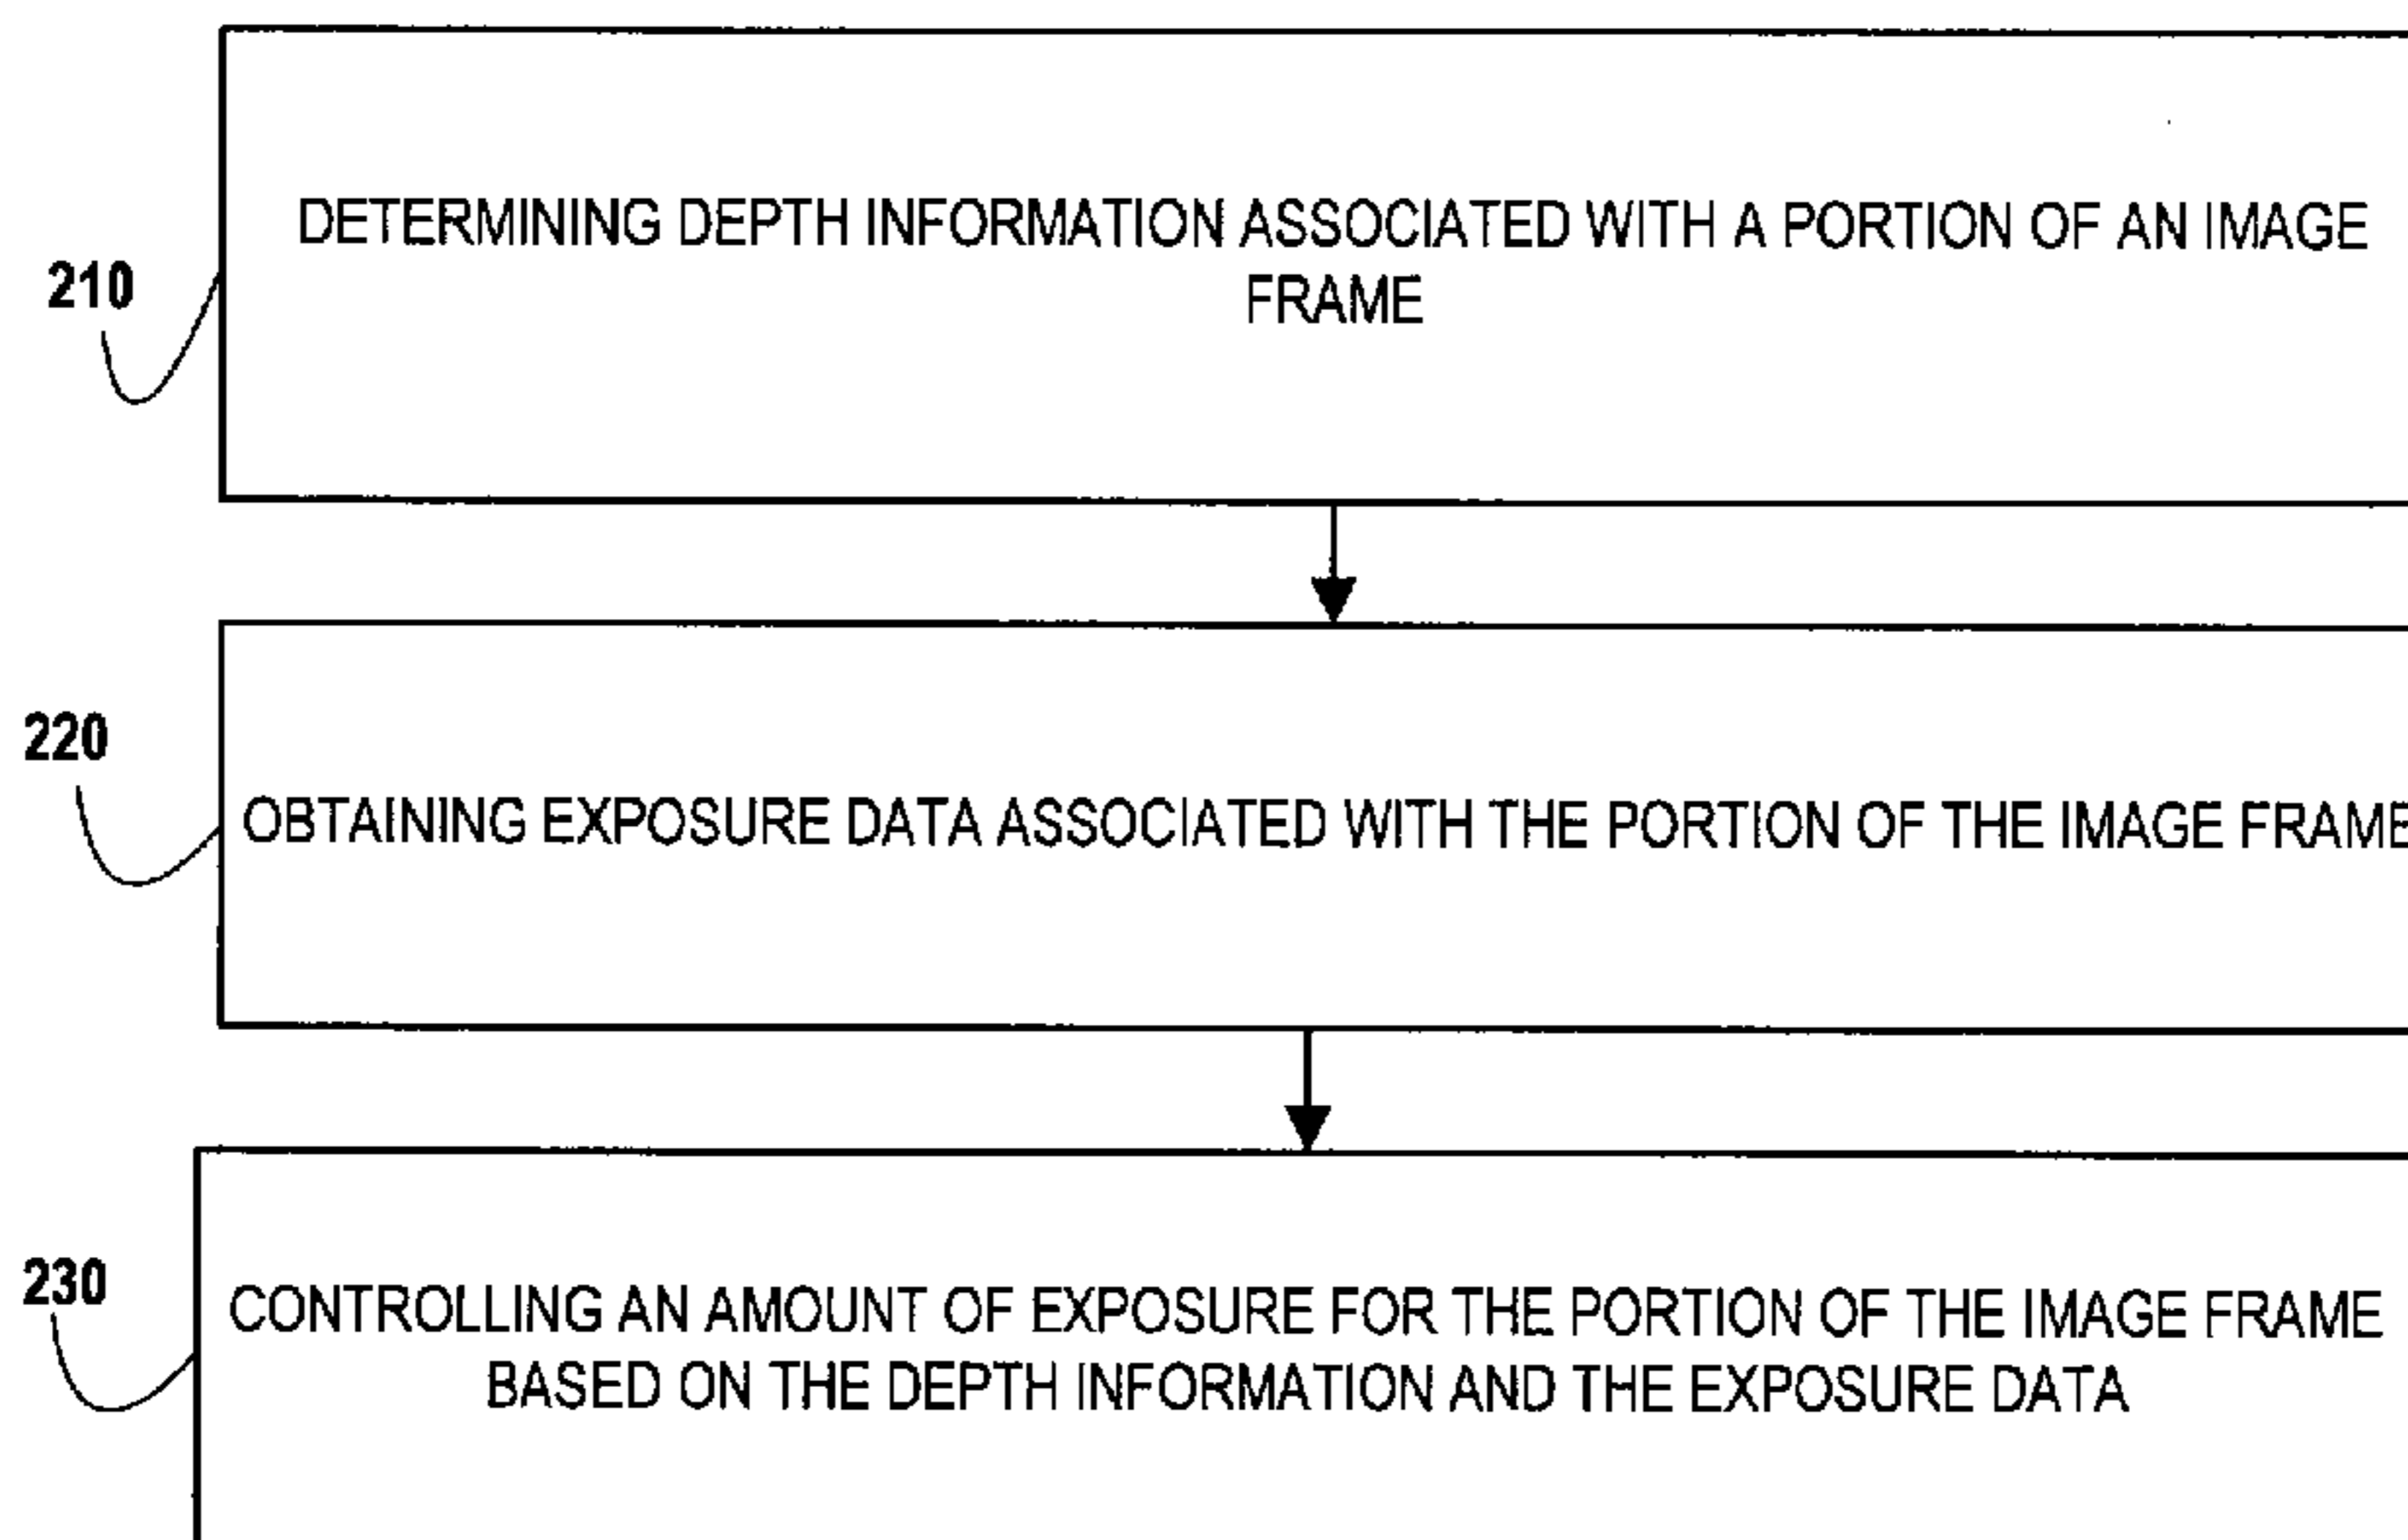 DETERMINING DEPTH INFORMATION ASSOCIATED WITH A PORTION OF AN IMAGE
FRAME
210
220
OBTAINING EXPOSURE DATA ASSOCIATED WITH THE PORTION OF THE IMAGE FRAME
230
CONTROLLING AN AMOUNT OF EXPOSURE FOR THE PORTION OF THE IMAGE FRAME
BASED ON THE DEPTH INFORMATION AND THE EXPOSURE DATA